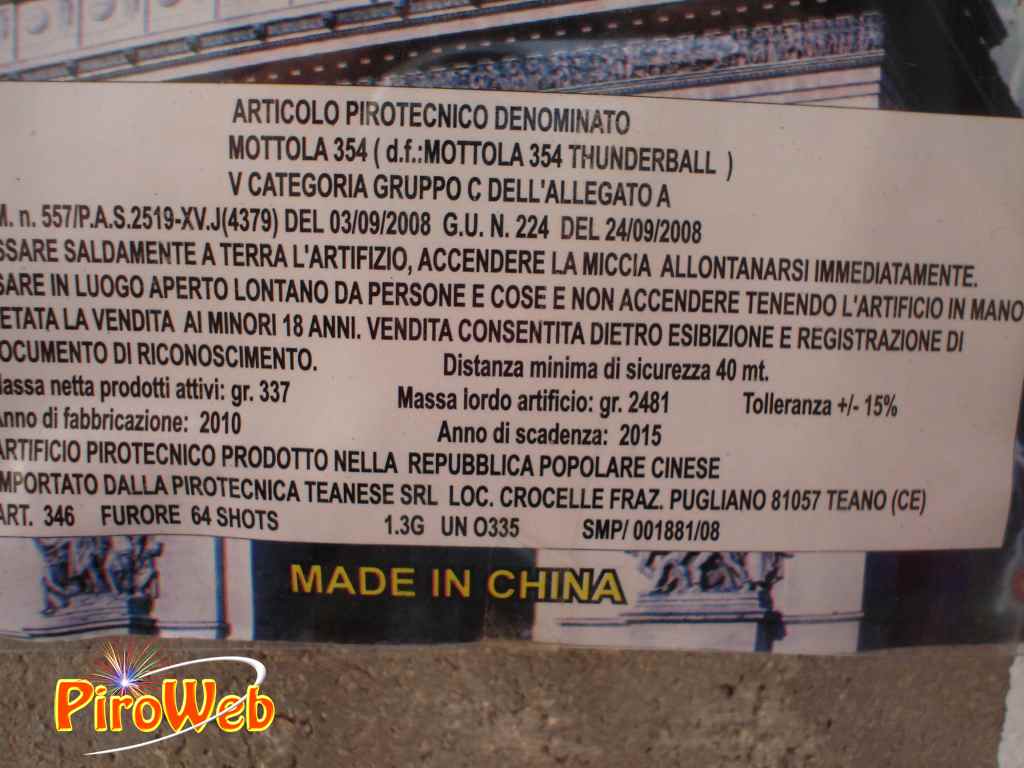 ARTICOLO PIROTECNICO DENOMINATO
MOTTOLA 354 ( d.f.:MOTTOLA 354 THUNDERBALL )
V CATEGORIA GRUPPO C DELL'ALLEGATO A
M. n. 557/P.A.S.2519-XV.J(4379) DEL 03/09/2008 G.U. N. 224 DEL 24/09/2008
SSARE SALDAMENTE A TERRA L'ARTIFIZIO, ACCENDERE LA MICCIA ALLONTANARSI IMMEDIATAMENTE.
SARE IN LUOGO APERTO LONTANO DA PERSONE E COSE E NON ACCENDERE TENENDO L'ARTIFICIO IN MANO
IETATA LA VENDITA AI MINORI 18 ANNI. VENDITA CONSENTITA DIETRO ESIBIZIONE E REGISTRAZIONE DI
OCUMENTO DI RICONOSCIMENTO. Distanza minima di sicurezza 40 mt.
Massa netta prodotti attivi: gr. 337 Massa lordo artificio: gr. 2481 Tolleranza +/- 15%
Anno di fabbricazione: 2010 Anno di scadenza: 2015
ARTIFICIO PIROTECNICO PRODOTTO NELLA REPUBBLICA POPOLARE CINESE
IMPORTATO DALLA PIROTECNICA TEANESE SRL LOC. CROCELLE FRAZ. PUGLIANO 81057 TEANO (CE)
ART. 346 FURORE 64 SHOTS 1.3G UN O335 SMP/ 001881/08
MADE IN CHINA
PiroWeb